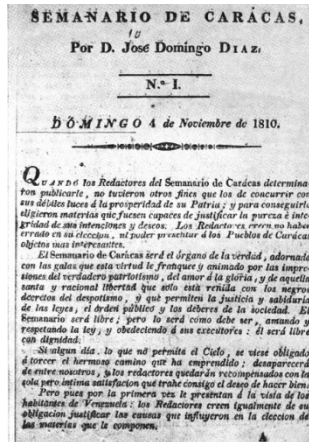 SEMANARIO DE CARÁCAS,
Por D. José Domingo DIAZ,
N.º I.
DOMINGO 4 de Noviembre de 1810.
QUANDO los Redactores del Semanario de Carácas determina-
ron publicarle, no tuvieron otros fines que los de concurrir con
sus débiles luces á la prosperidad de su Patria; y para conseguirlo
eligieron materias que fuesen capaces de justificar la pureza é inte-
gridad de sus intenciones y deseos. Los Redactores creen no haber
errado en su eleccion, ni poder presentar á los Pueblos de Carácas
objetos mas interesantes.
El Semanario de Carácas será el órgano de la verdad, adornado
con las galas que esta virtud le franquee y animado por las impre-
siones del verdadero patriotismo, del amor á la glória, y de aquella
santa y racional libertad que solo está reñida con los negros
decretos del despotismo, y que permiten la justicia y sabiduría
de las leyes, el órden público y los deberes de la sociedad. El
Semanario será libre; pero lo será cómo debe ser, amando y
respetando la ley, y obedeciendo á sus executores: él será libre
con dignidad.
Si algun dia, lo que no permita el Cielo, se viese obligado
á torcer el hermoso camino que ha emprendido; desaparecerá
de entre nosotros, y los redactores quedarán recompensados con la
sola pero intima satisfacion que trahe consigo el deseo de hacer bien.
Pero pues por la primera vez le presentan á la vista de los
habitantes de Venezuela: los Redactores creen igualmente de su
obligacion justificar las causas que influyeron en la eleccion de
las materias que le componen.